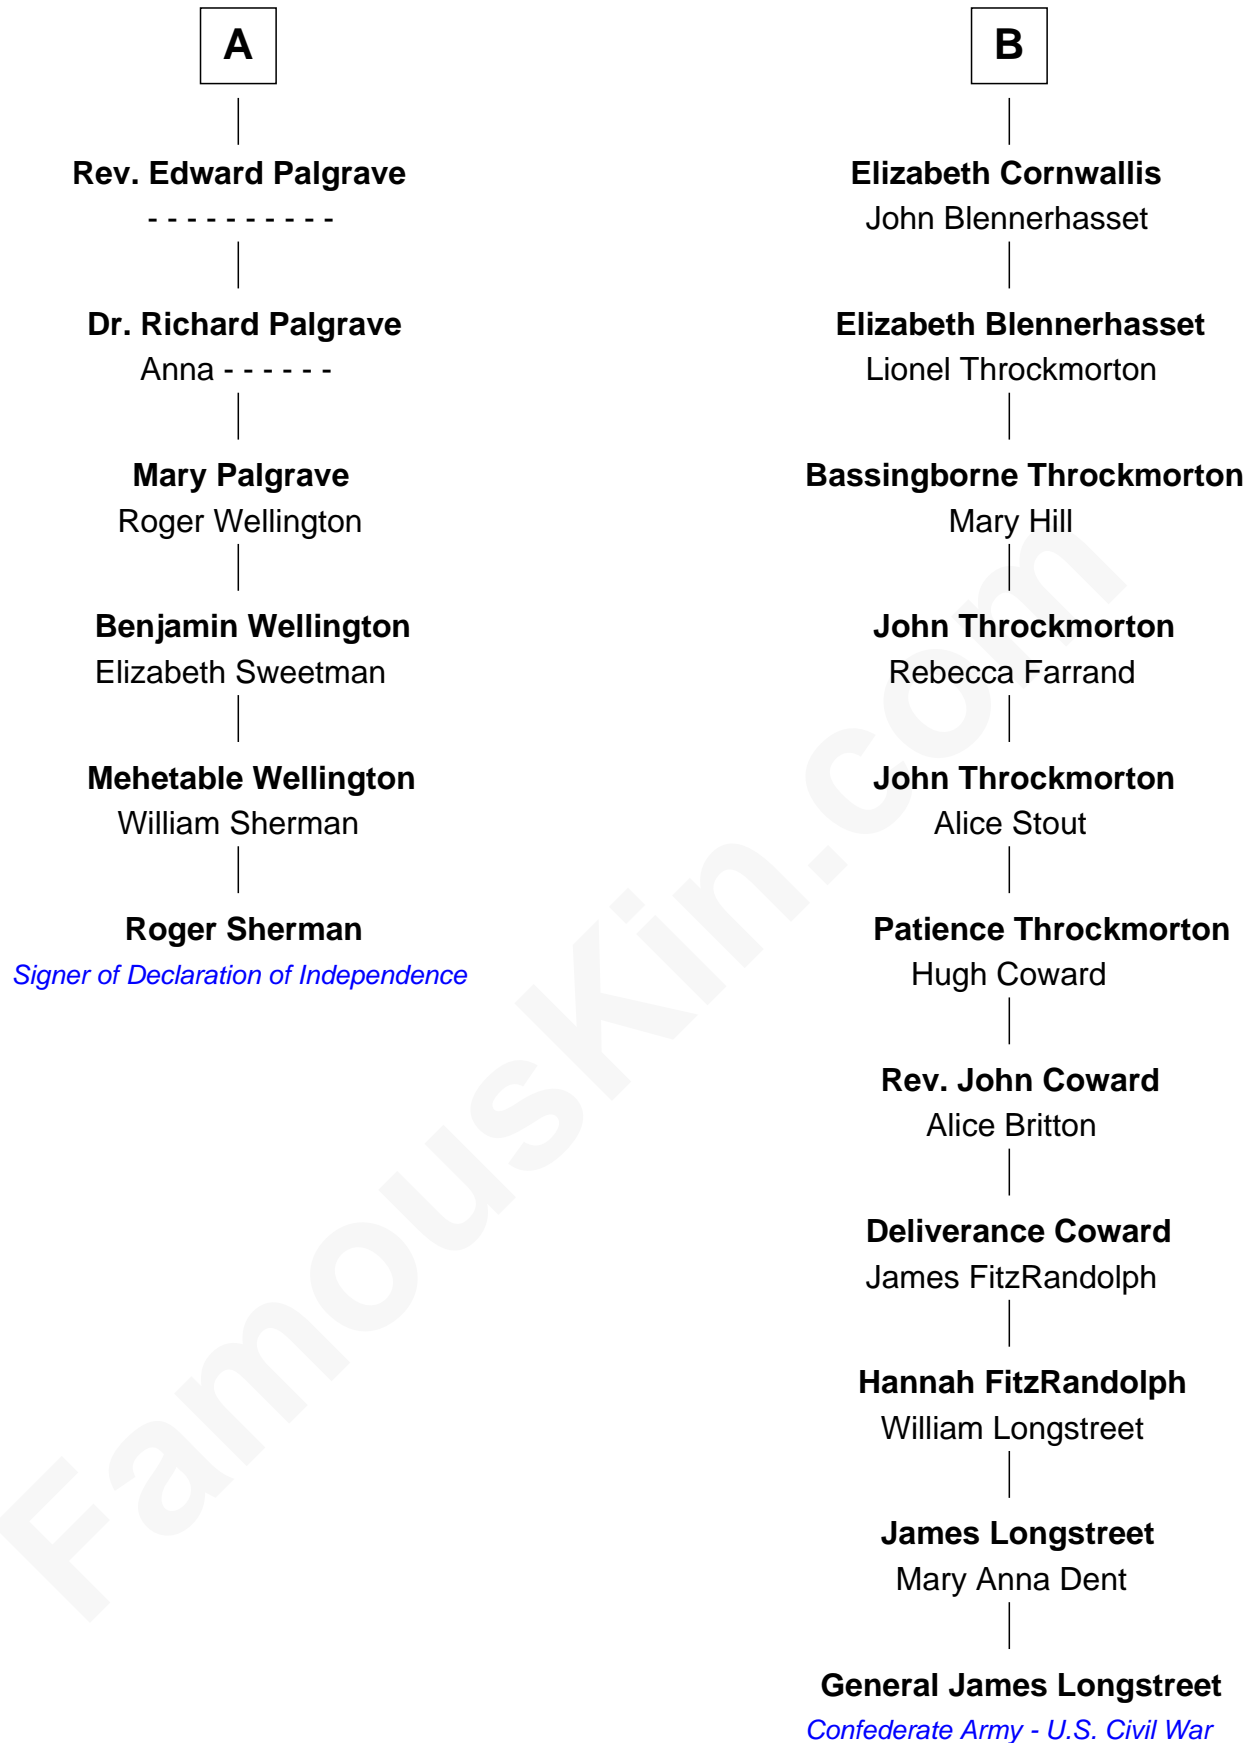 A
Rev. Edward Palgrave
- - - - - - - - - -
Dr. Richard Palgrave
Anna - - - - - -
Mary Palgrave
Roger Wellington
Benjamin Wellington
Elizabeth Sweetman
Mehetable Wellington
William Sherman
Roger Sherman
Signer of Declaration of Independence
B
Elizabeth Cornwallis
John Blennerhasset
Elizabeth Blennerhasset
Lionel Throckmorton
Bassingborne Throckmorton
Mary Hill
John Throckmorton
Rebecca Farrand
John Throckmorton
Alice Stout
Patience Throckmorton
Hugh Coward
Rev. John Coward
Alice Britton
Deliverance Coward
James FitzRandolph
Hannah FitzRandolph
William Longstreet
James Longstreet
Mary Anna Dent
General James Longstreet
Confederate Army - U.S. Civil War
FamousKin.com